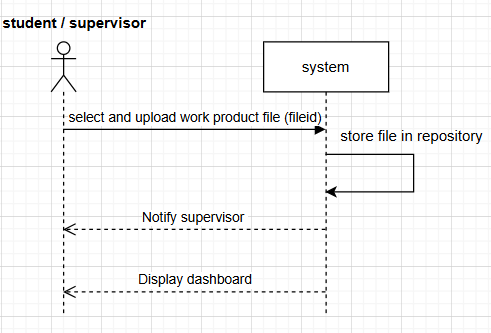 student / supervisor
system
select and upload work product file (fileid)
store file in repository
Notify supervisor
Display dashboard